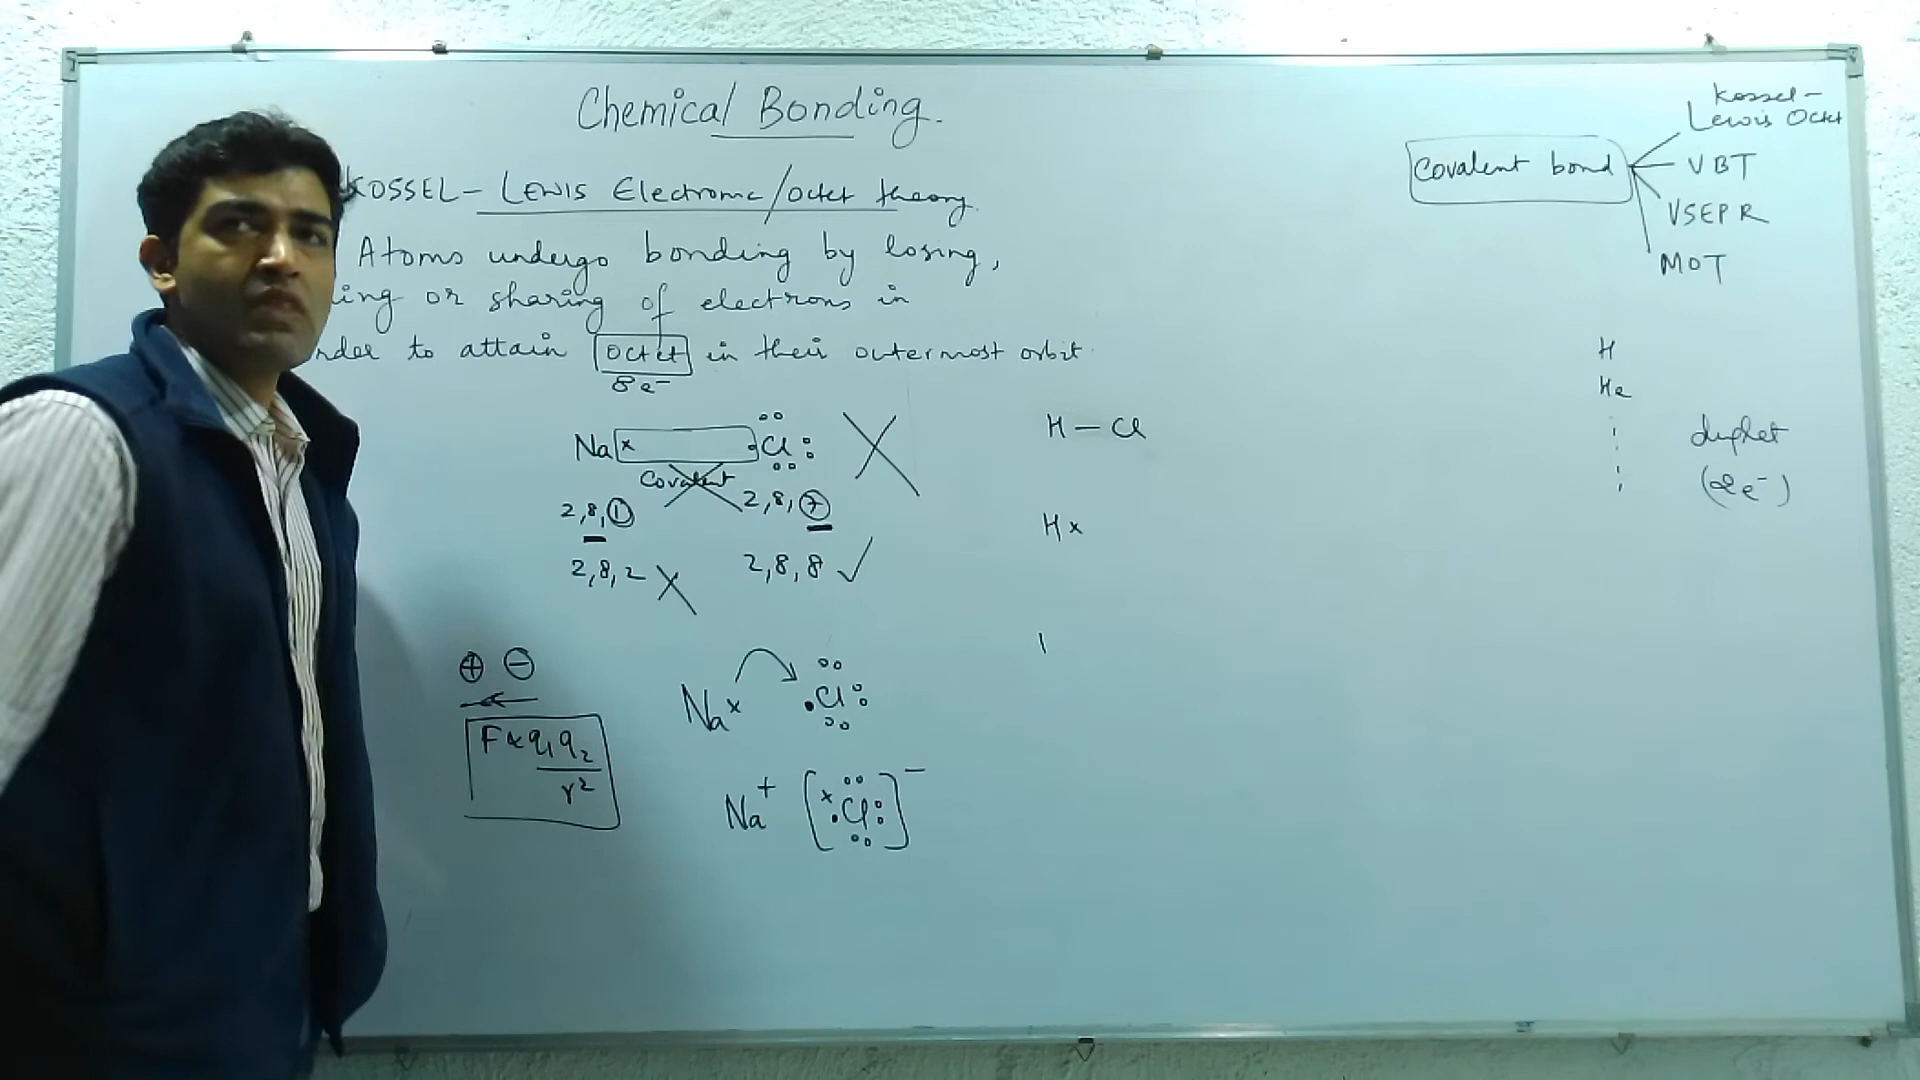 Chemical Bonding.
KOSSEL - LEWIS Electronic/octet theory.
Atoms undergo bonding by losing,
ing or sharing of electrons in
nder to attain octet in their outermost orbit.
8e⁻
Na x . Cl
Covalent
2,8,1 2,8,7
2,8,2 X 2,8,8 ✓
+ -
F ∝ q₁q₂
r²
Na x . Cl
Na⁺ [x . Cl]⁻
H - Cl
H x
Covalent bond
Kossel -
Lewis Octet
VBT
VSEPR
MOT
H
He
duplet
(2e⁻)